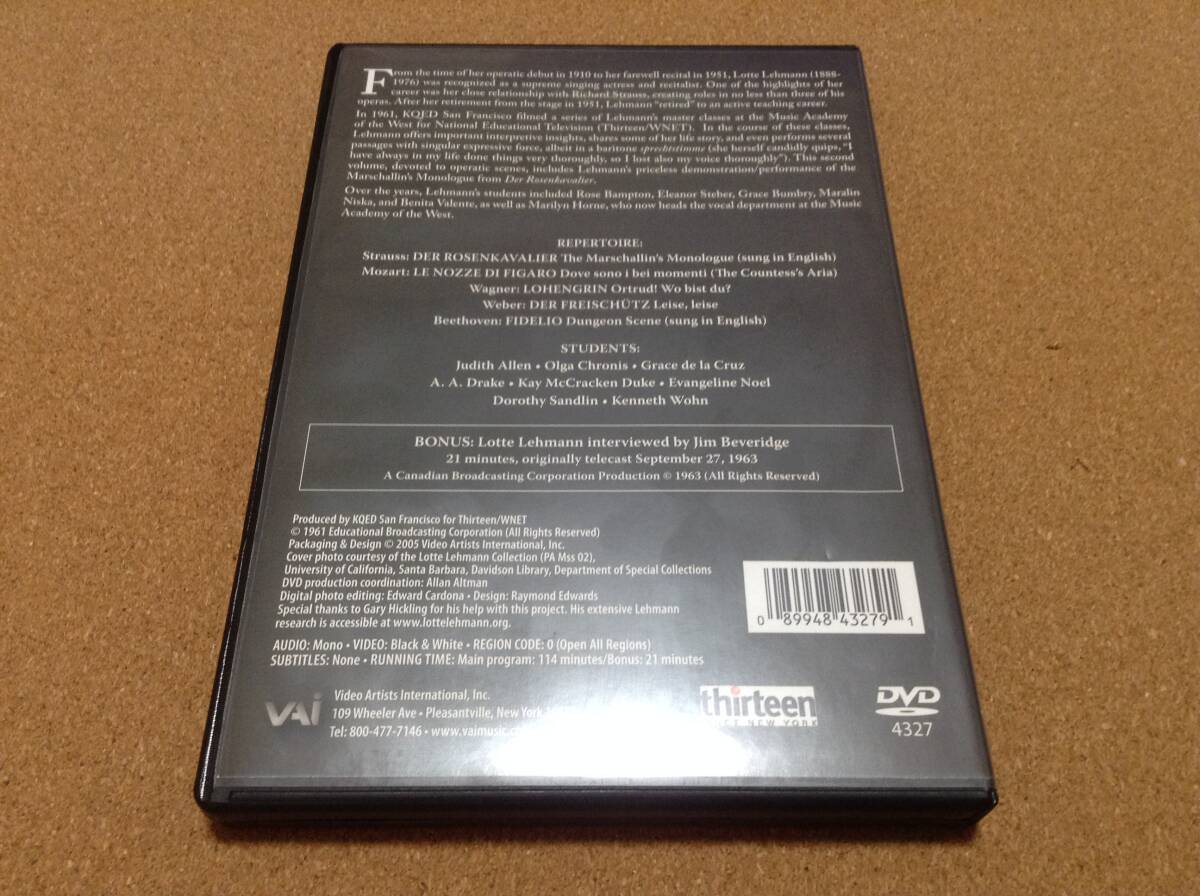 From the time of her operatic debut in 1910 to her farewell recital in 1951, Lotte Lehmann (1888-
1976) was recognized as a supreme singing actress and recitalist. One of the highlights of her
career was her close relationship with Richard Strauss, creating roles in no less than three of his
operas. After her retirement from the stage in 1951, Lehmann “retired” to an active teaching career.
In 1961, KQED San Francisco filmed a series of Lehmann’s master classes at the Music Academy
of the West for National Educational Television (Thirteen/WNET). In the course of these classes,
Lehmann offers important interpretive insights, shares some of her life story, and even performs several
passages with singular expressive force, albeit in a baritone sprechtstimme (she herself candidly quips, “I
have always in my life done things very thoroughly, so I lost also my voice thoroughly”). This second
volume, devoted to operatic scenes, includes Lehmann’s priceless demonstration/performance of the
Marschallin’s Monologue from Der Rosenkavalier.
Over the years, Lehmann’s students included Rose Bampton, Eleanor Steber, Grace Bumbry, Maralin
Niska, and Benita Valente, as well as Marilyn Horne, who now heads the vocal department at the Music
Academy of the West.
REPERTOIRE:
Strauss: DER ROSENKAVALIER The Marschallin’s Monologue (sung in English)
Mozart: LE NOZZE DI FIGARO Dove sono i bei momenti (The Countess’s Aria)
Wagner: LOHENGRIN Ortrud! Wo bist du?
Weber: DER FREISCHÜTZ Leise, leise
Beethoven: FIDELIO Dungeon Scene (sung in English)
STUDENTS:
Judith Allen • Olga Chronis • Grace de la Cruz
A. A. Drake • Kay McCracken Duke • Evangeline Noel
Dorothy Sandlin • Kenneth Wohn
BONUS: Lotte Lehmann interviewed by Jim Beveridge
21 minutes, originally telecast September 27, 1963
A Canadian Broadcasting Corporation Production © 1963 (All Rights Reserved)
Produced by KQED San Francisco for Thirteen/WNET
© 1961 Educational Broadcasting Corporation (All Rights Reserved)
Packaging & Design © 2005 Video Artists International, Inc.
Cover photo courtesy of the Lotte Lehmann Collection (PA Mss 02),
University of California, Santa Barbara, Davidson Library, Department of Special Collections
DVD production coordination: Allan Altman
Digital photo editing: Edward Cardona • Design: Raymond Edwards
Special thanks to Gary Hickling for his help with this project. His extensive Lehmann
research is accessible at www.lottelehmann.org.
AUDIO: Mono • VIDEO: Black & White • REGION CODE: 0 (Open All Regions)
SUBTITLES: None • RUNNING TIME: Main program: 114 minutes/Bonus: 21 minutes
0 89948 43279 1
VAI
Video Artists International, Inc.
109 Wheeler Ave • Pleasantville, New York
Tel: 800-477-7146 • www.vaimusic.
thirteen
NEW YORK
DVD
4327